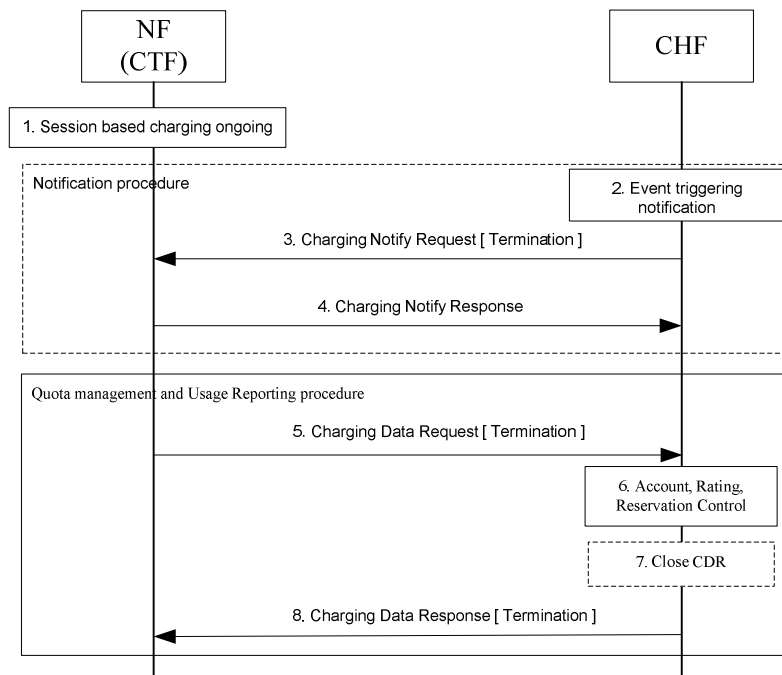 NF
(CTF)
CHF
1. Session based charging ongoing
Notification procedure
2. Event triggering
notification
3. Charging Notify Request [ Termination ]
4. Charging Notify Response
Quota management and Usage Reporting procedure
5. Charging Data Request [ Termination ]
6. Account, Rating,
Reservation Control
7. Close CDR
8. Charging Data Response [ Termination ]